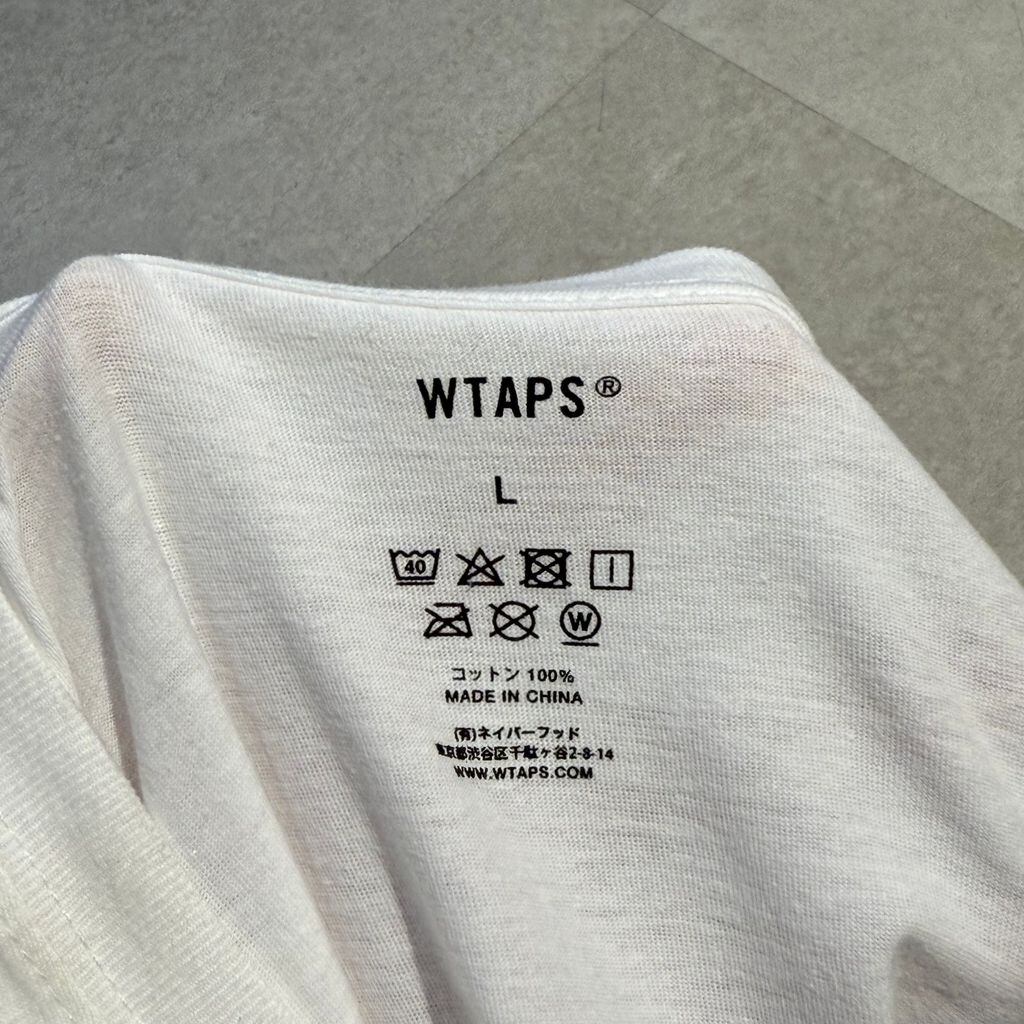 WTAPS®
L
40
W
コットン 100%
MADE IN CHINA
(有)ネイバーフッド
東京都渋谷区千駄ヶ谷2-8-14
WWW.WTAPS.COM